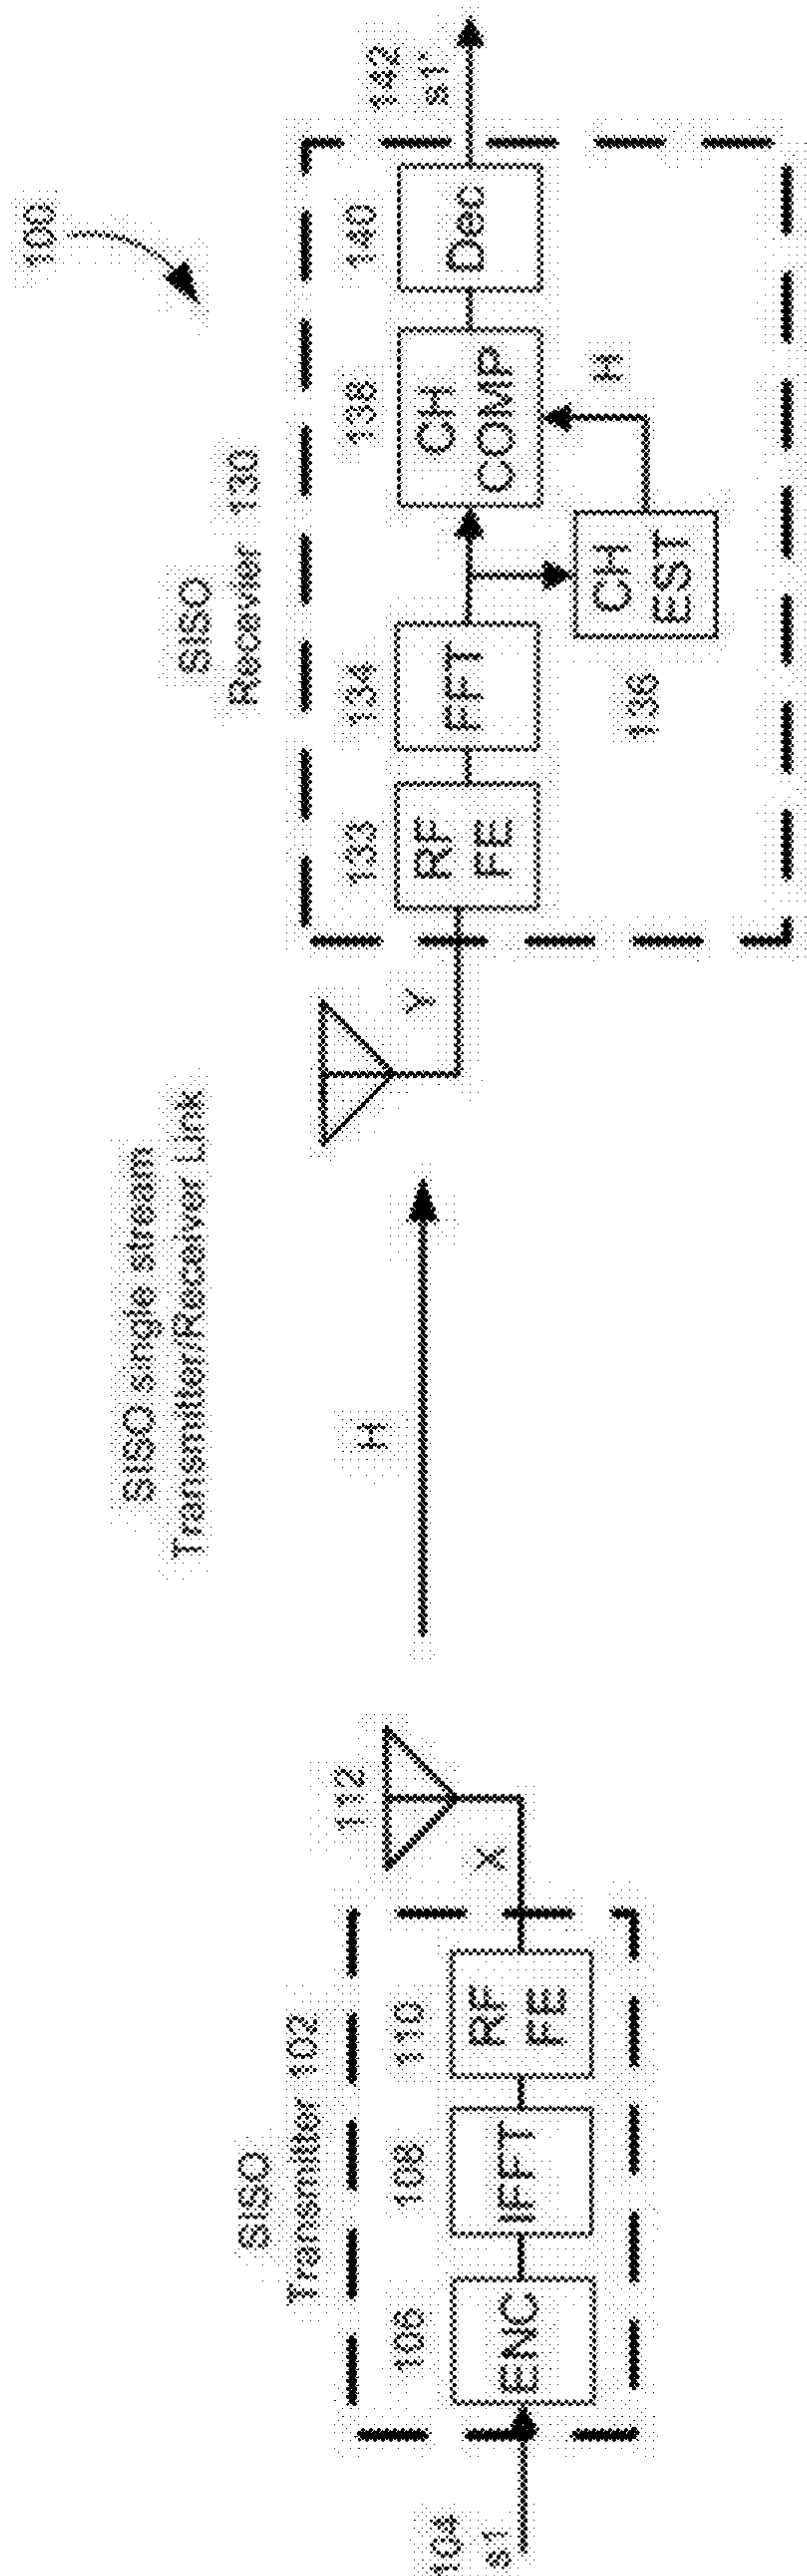 100
SISO single stream
Transmitter/Receiver Link
SISO
Transmitter 102
104
s1
106
ENC
108
IFFT
110
RF
FE
X
112
H
SISO
Recevier 130
Y
133
RF
FE
134
FFT
136
CH
EST
H
138
CH
COMP
140
Dec
142
s1'